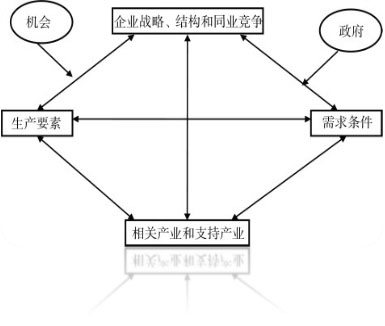 机会
企业战略、结构和同业竞争
政府
生产要素
需求条件
相关产业和支持产业